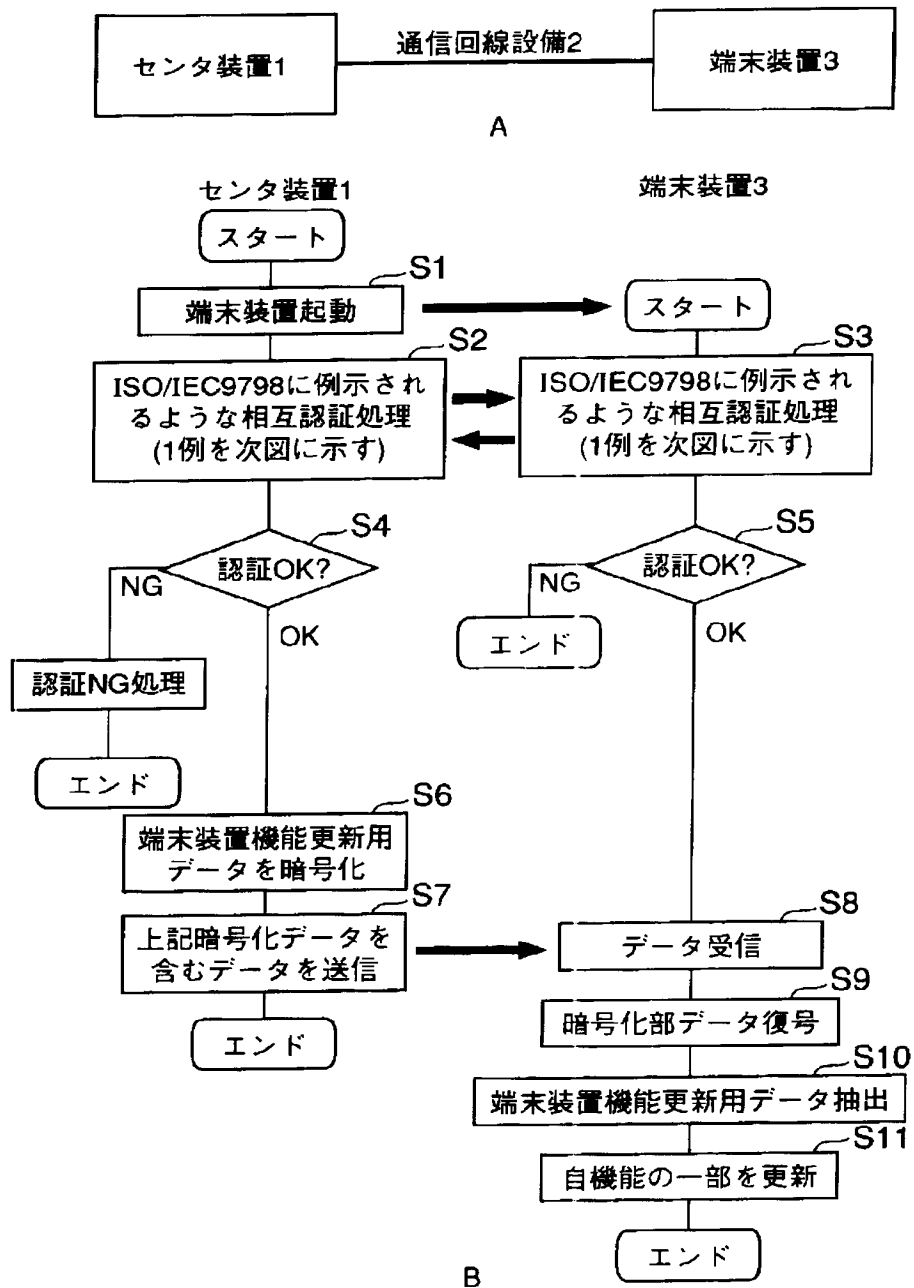 センタ装置1
通信回線設備2
端末装置3
A
センタ装置1
端末装置3
スタート
S1
端末装置起動
スタート
S2
ISO/IEC9798に例示され
るような相互認証処理
(1例を次図に示す)
S3
ISO/IEC9798に例示され
るような相互認証処理
(1例を次図に示す)
S4
認証OK?
NG
OK
S5
認証OK?
NG
OK
エンド
認証NG処理
エンド
S6
端末装置機能更新用
データを暗号化
S7
上記暗号化データを
含むデータを送信
エンド
S8
データ受信
S9
暗号化部データ復号
S10
端末装置機能更新用データ抽出
S11
自機能の一部を更新
エンド
B